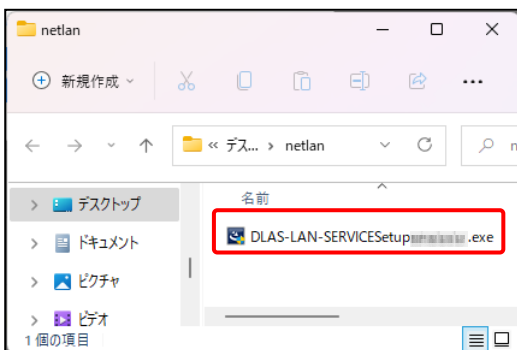 netlan
新規作成
« デス... › netlan
n
デスクトップ
ドキュメント
ピクチャ
ビデオ
名前
DLAS-LAN-SERVICESetup .exe
1 個の項目